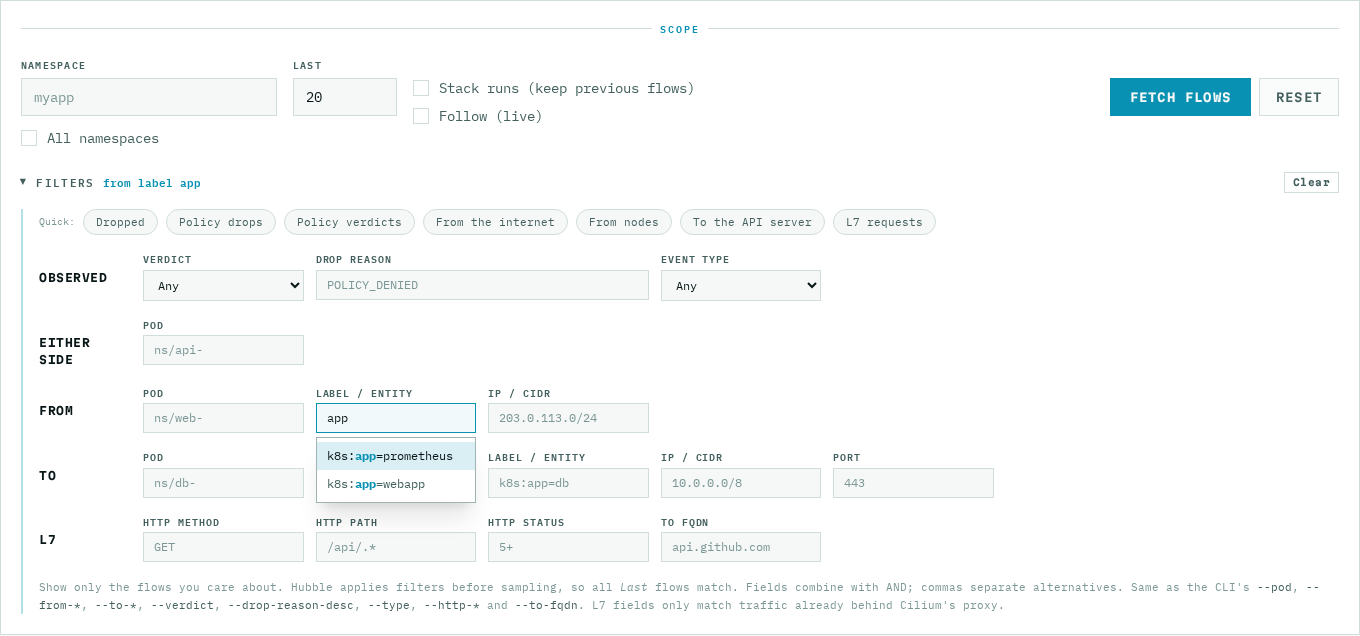 SCOPE
NAMESPACE LAST
myapp 20 Stack runs (keep previous flows) FETCH FLOWS RESET
Follow (live)
All namespaces
▼ FILTERS from label app Clear
Quick: Dropped Policy drops Policy verdicts From the internet From nodes To the API server L7 requests
VERDICT DROP REASON EVENT TYPE
OBSERVED Any POLICY_DENIED Any
POD
EITHER SIDE ns/api-
POD LABEL / ENTITY IP / CIDR
FROM ns/web- app 203.0.113.0/24
k8s:app=prometheus
k8s:app=webapp
POD LABEL / ENTITY IP / CIDR PORT
TO ns/db- k8s:app=db 10.0.0.0/8 443
HTTP METHOD HTTP PATH HTTP STATUS TO FQDN
L7 GET /api/.* 5+ api.github.com
Show only the flows you care about. Hubble applies filters before sampling, so all Last flows match. Fields combine with AND; commas separate alternatives. Same as the CLI's --pod, --
from-*, --to-*, --verdict, --drop-reason-desc, --type, --http-* and --to-fqdn. L7 fields only match traffic already behind Cilium's proxy.